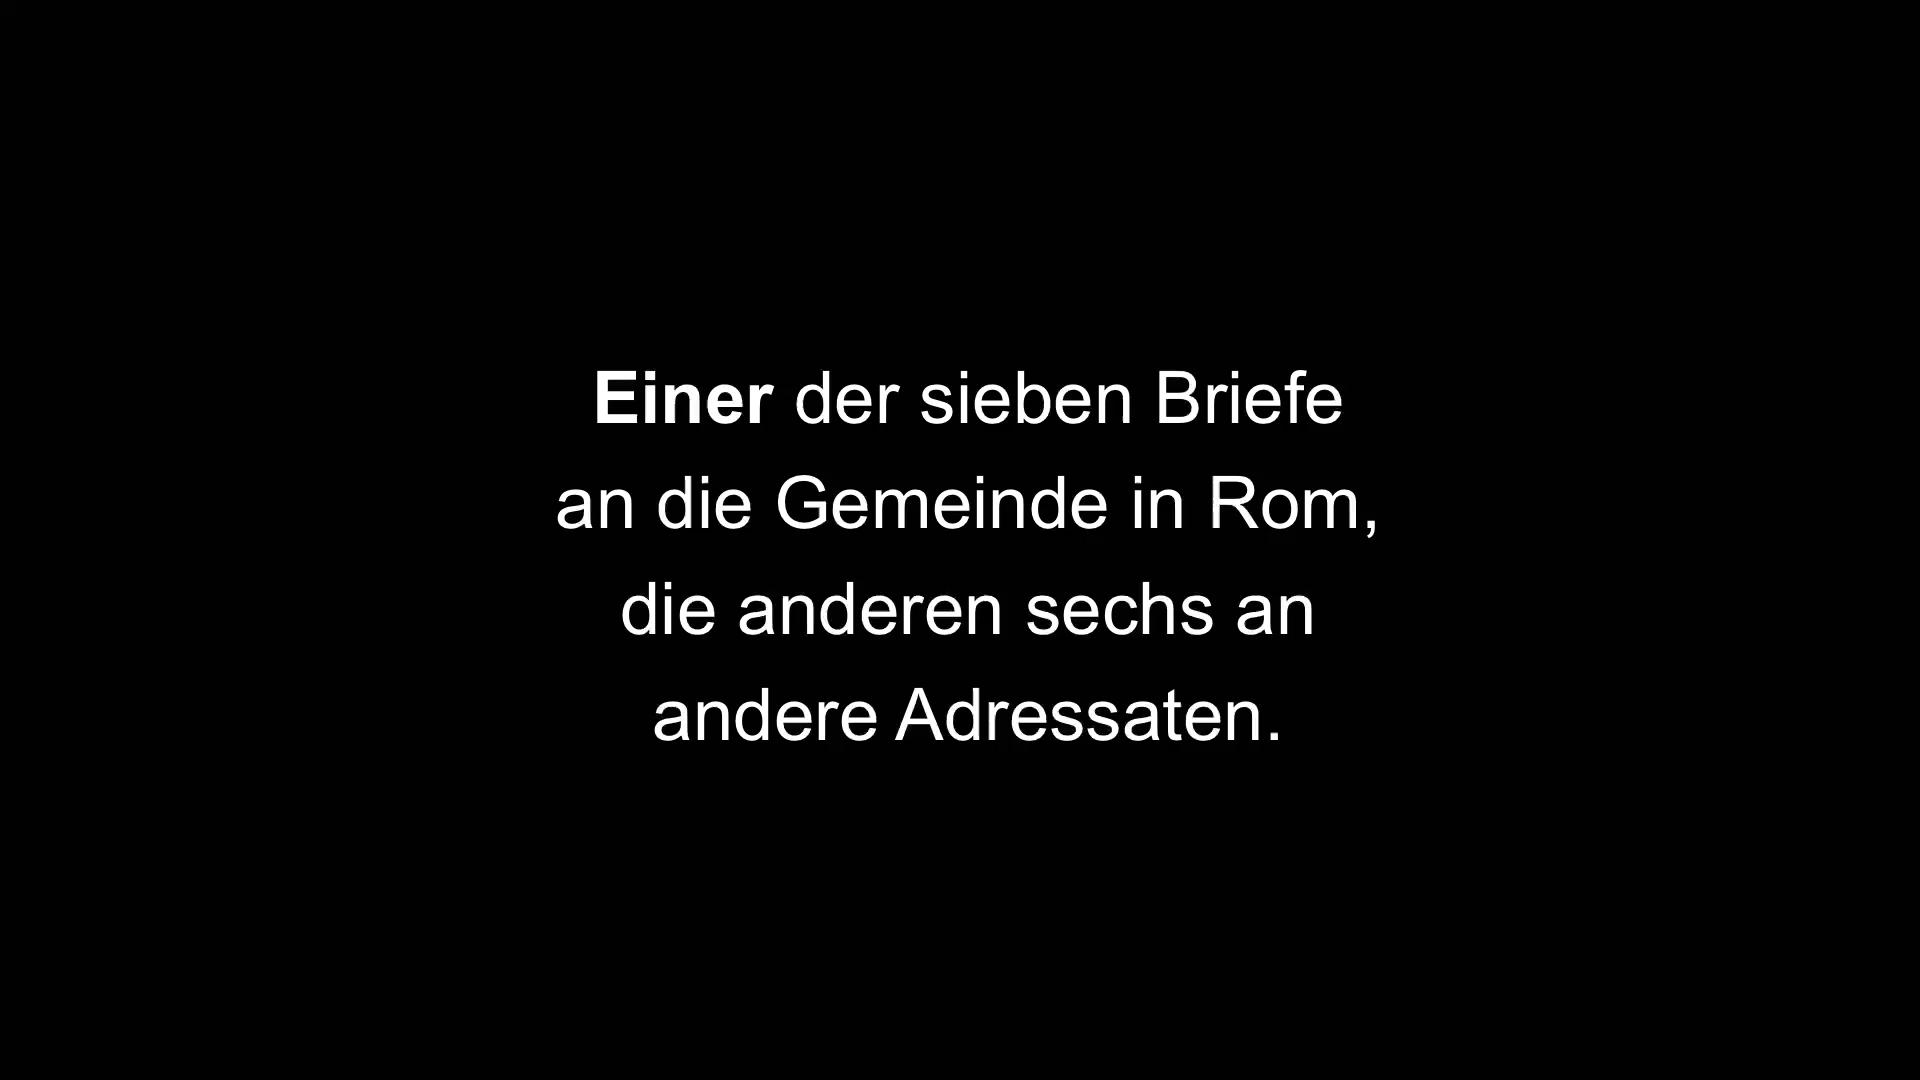 Einer der sieben Briefe
an die Gemeinde in Rom,
die anderen sechs an
andere Adressaten.